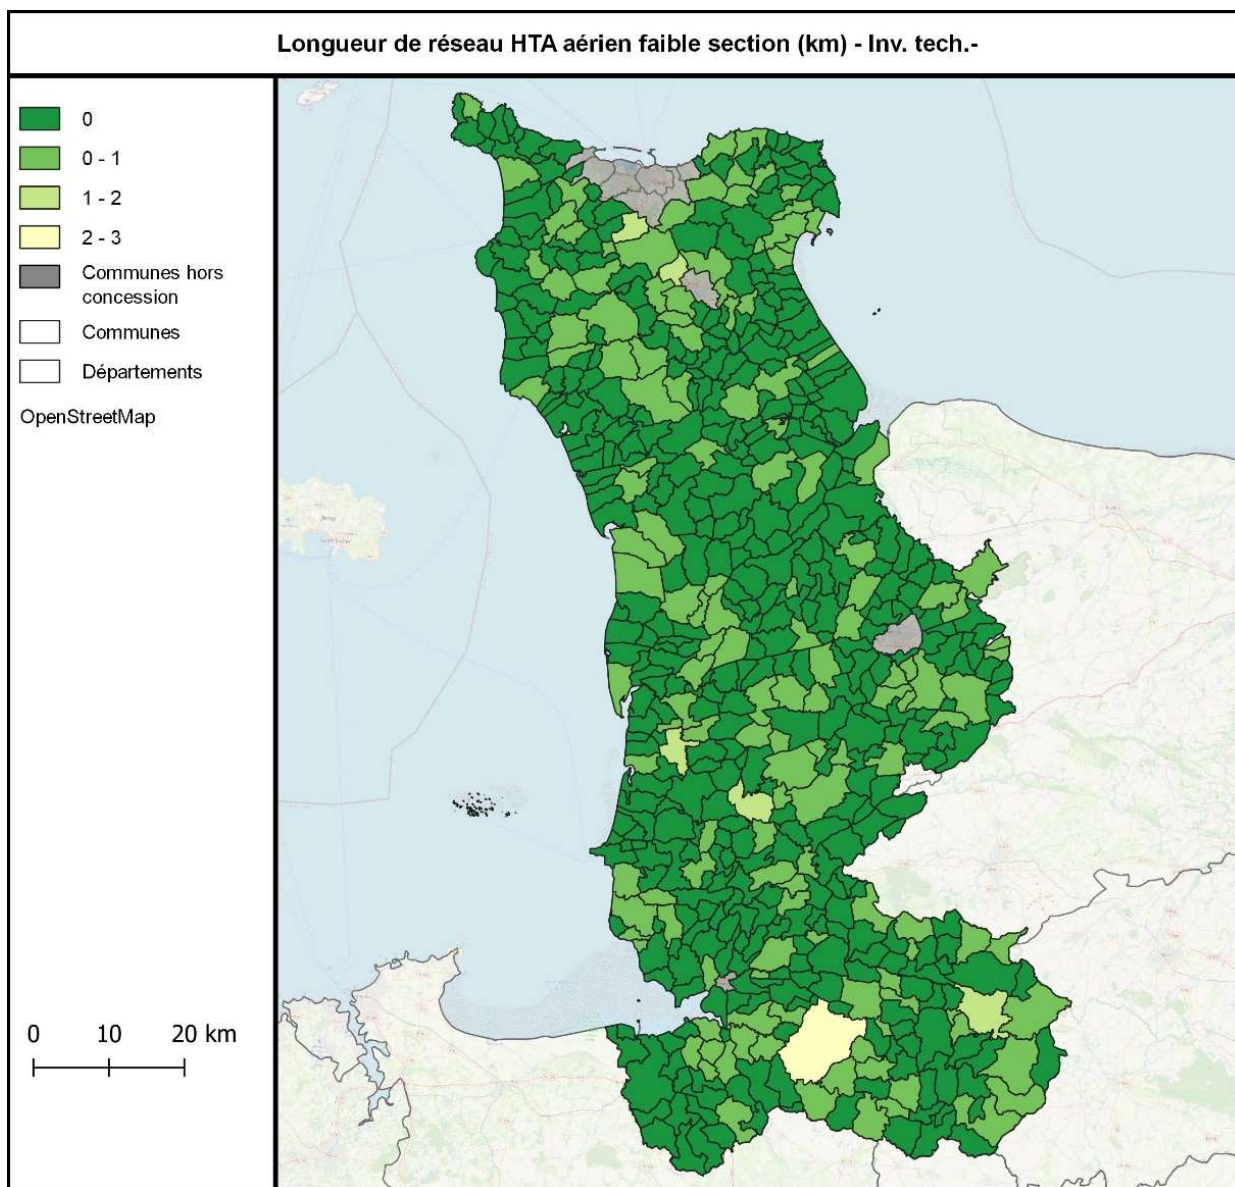 Longueur de réseau HTA aérien faible section (km) - Inv. tech.-
0
0 - 1
1 - 2
2 - 3
Communes hors
concession
Communes
Départements
OpenStreetMap
0 10 20 km